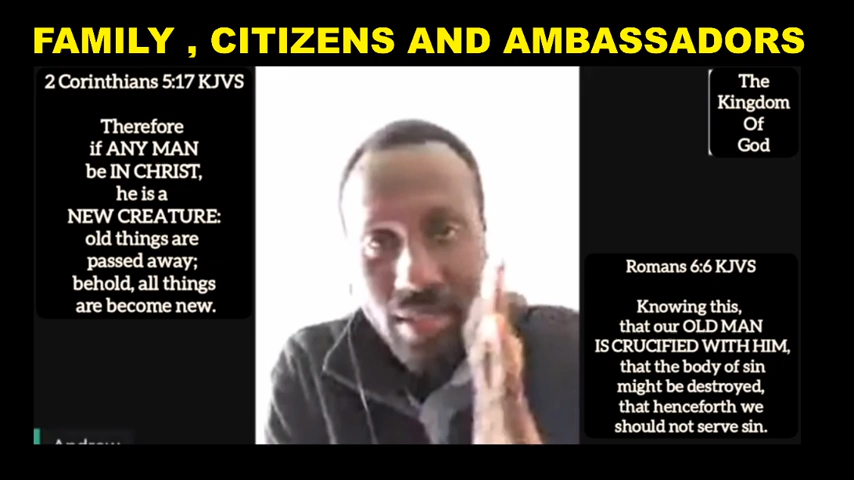 FAMILY , CITIZENS AND AMBASSADORS
2 Corinthians 5:17 KJVS
Therefore
if ANY MAN
be IN CHRIST,
he is a
NEW CREATURE:
old things are
passed away;
behold, all things
are become new.
The
Kingdom
Of
God
Romans 6:6 KJVS
Knowing this,
that our OLD MAN
IS CRUCIFIED WITH HIM,
that the body of sin
might be destroyed,
that henceforth we
should not serve sin.
Andrew